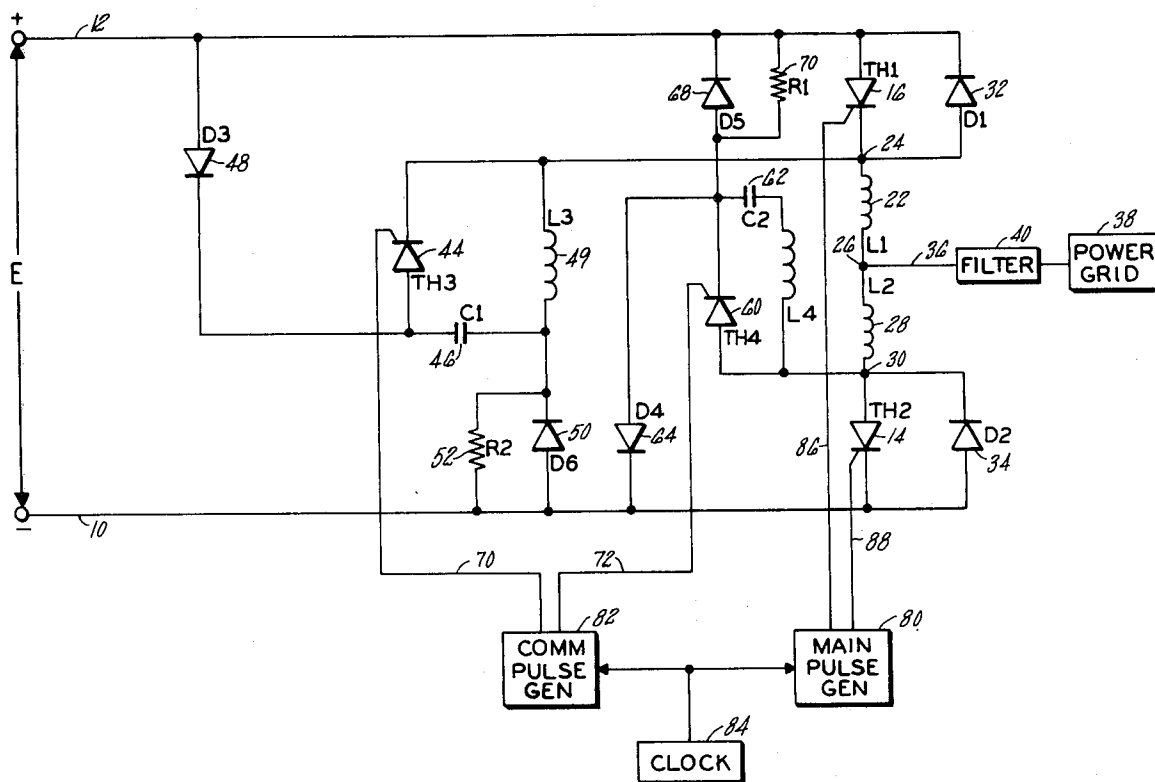 +
12
70
R1
TH1
16
32
D1
68
D5
D3
48
24
62
C2
22
L3
49
44
TH3
L1
26
36
40
FILTER
38
POWER
GRID
E
L2
60
TH4
L4
28
C1
46
30
D4
64
TH2
14
D2
34
50
D6
52
R2
86
−
10
88
70
72
82
COMM
PULSE
GEN
80
MAIN
PULSE
GEN
84
CLOCK